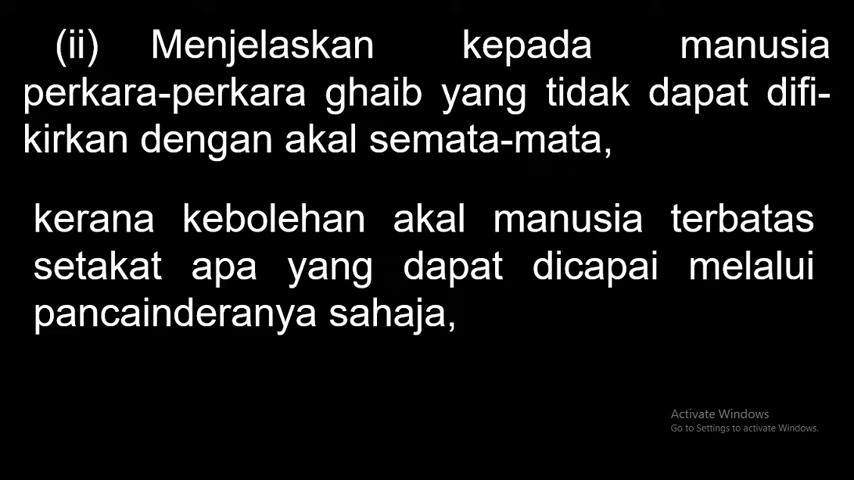 (ii) Menjelaskan kepada manusia
perkara-perkara ghaib yang tidak dapat difi-
kirkan dengan akal semata-mata,
kerana kebolehan akal manusia terbatas
setakat apa yang dapat dicapai melalui
pancainderanya sahaja,
Activate Windows
Go to Settings to activate Windows.